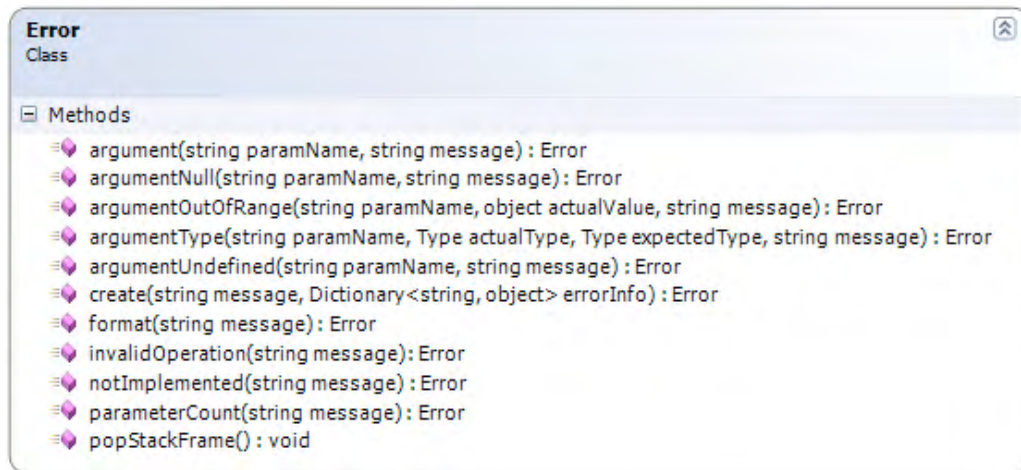 Error
Class
Methods
argument(string paramName, string message) : Error
argumentNull(string paramName, string message) : Error
argumentOutOfRange(string paramName, object actualValue, string message) : Error
argumentType(string paramName, Type actualType, Type expectedType, string message) : Error
argumentUndefined(string paramName, string message) : Error
create(string message, Dictionary<string, object> errorInfo) : Error
format(string message) : Error
invalidOperation(string message) : Error
notImplemented(string message) : Error
parameterCount(string message) : Error
popStackFrame() : void